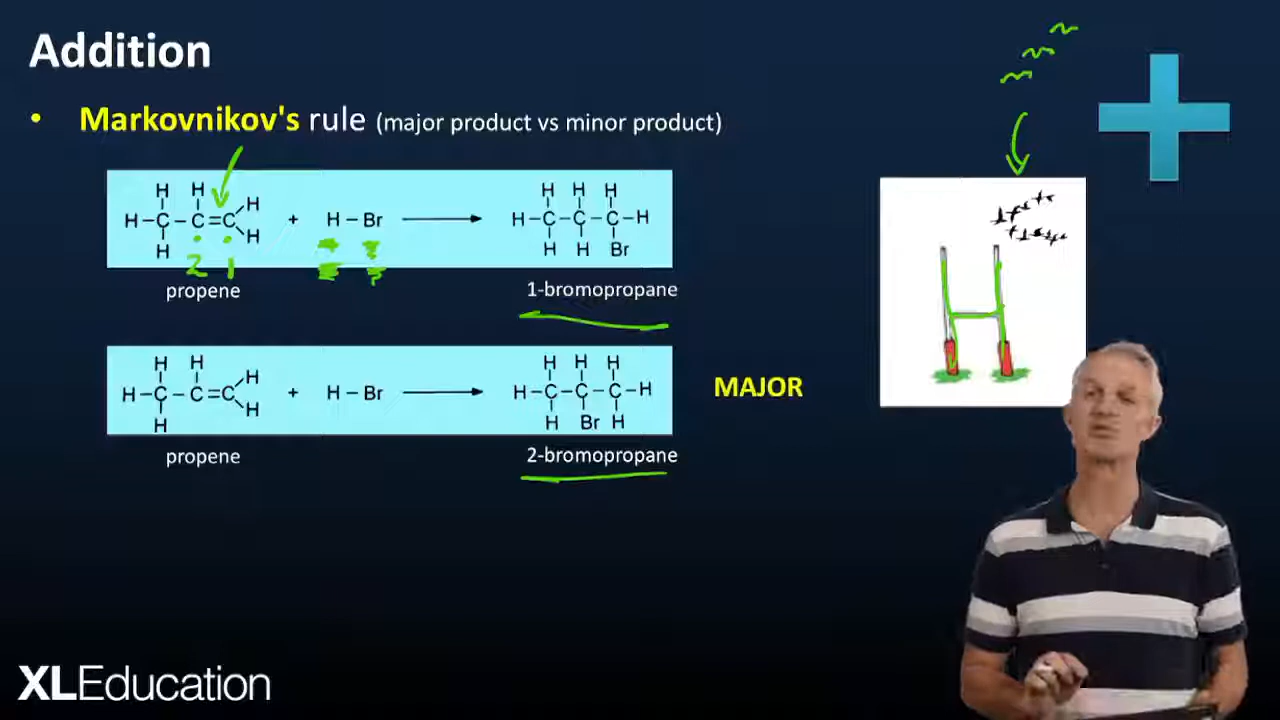 Addition
• Markovnikov's rule (major product vs minor product)
H H
H–C–C=C H
H H
2 1
+ H–Br
H H H
H–C–C–C–H
H H Br
propene
1-bromopropane
H H
H–C–C=C H
H H
+ H–Br
H H H
H–C–C–C–H
H Br H
MAJOR
propene
2-bromopropane
H
XLEducation